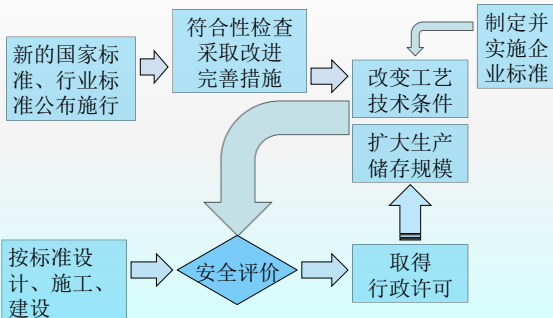 新的国家标
准、行业标
准公布施行
符合性检查
采取改进
完善措施
改变工艺
技术条件
制定并
实施企
业标准
扩大生产
储存规模
按标准设
计、施工、
建设
安全评价
取得
行政许可